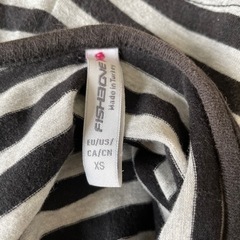 FISHBONE
Made in Turkey
EU/US/
CA/CN
XS